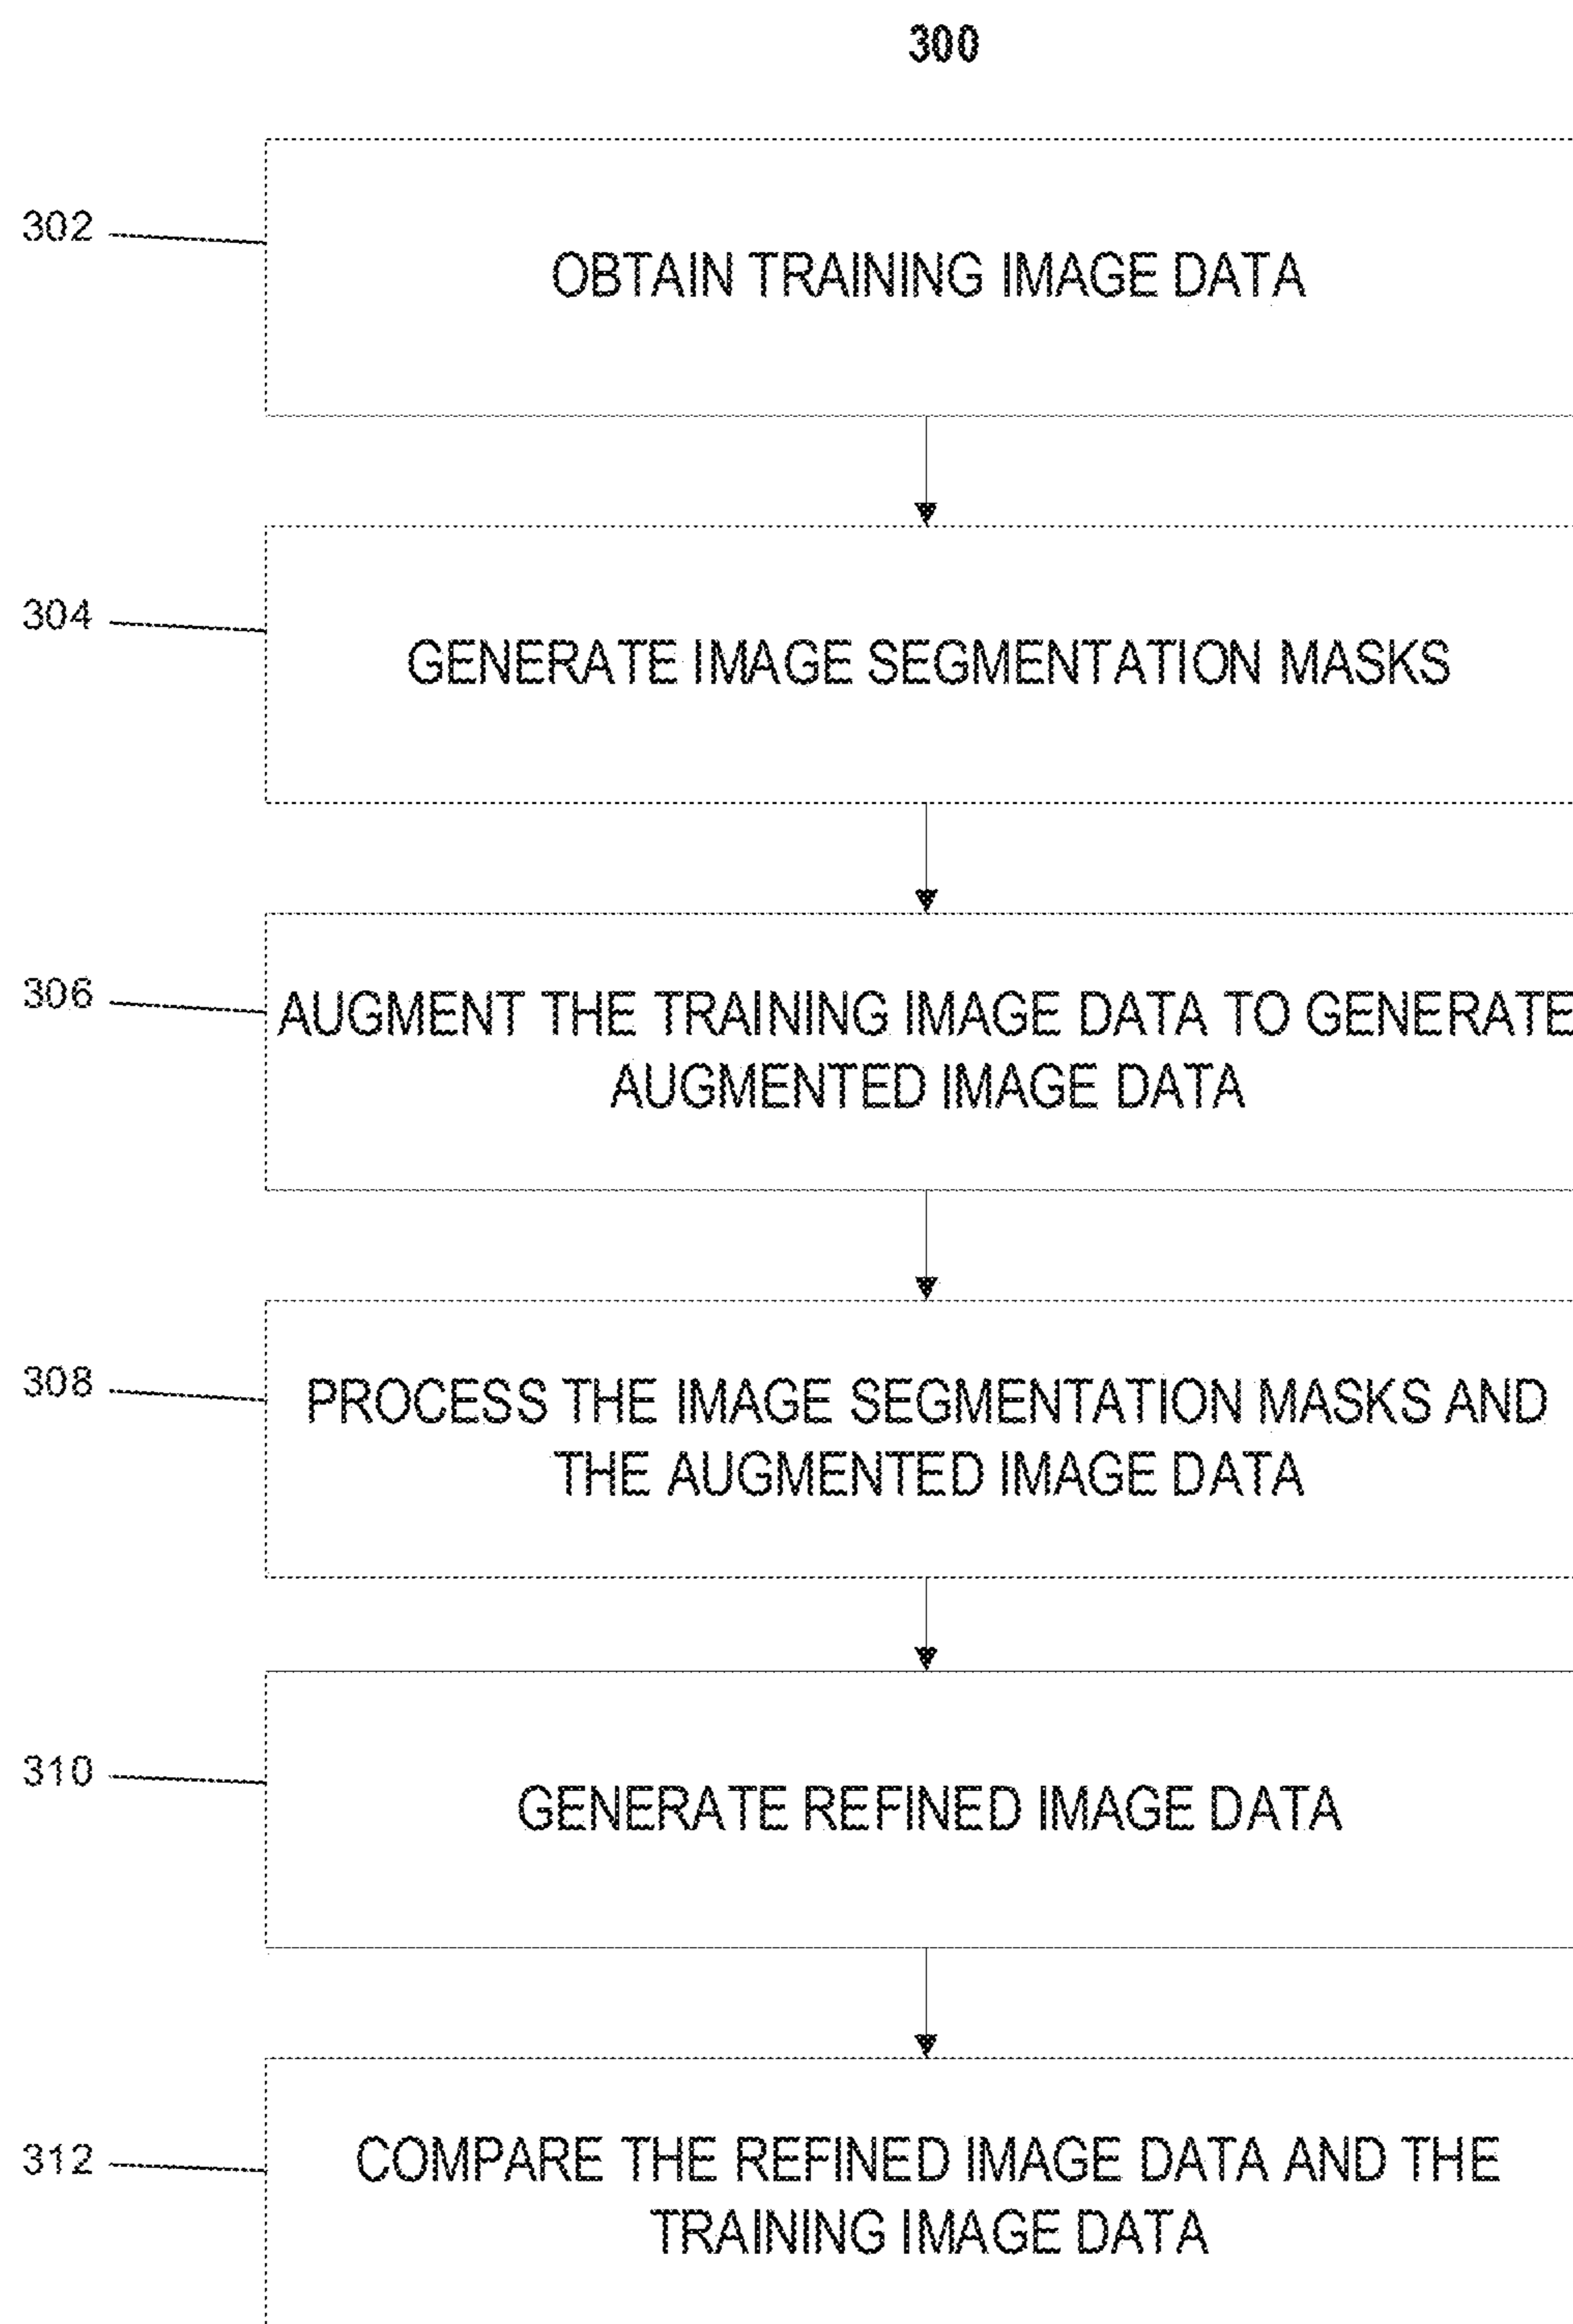 300
302
OBTAIN TRAINING IMAGE DATA
304
GENERATE IMAGE SEGMENTATION MASKS
306
AUGMENT THE TRAINING IMAGE DATA TO GENERATE
AUGMENTED IMAGE DATA
308
PROCESS THE IMAGE SEGMENTATION MASKS AND
THE AUGMENTED IMAGE DATA
310
GENERATE REFINED IMAGE DATA
312
COMPARE THE REFINED IMAGE DATA AND THE
TRAINING IMAGE DATA